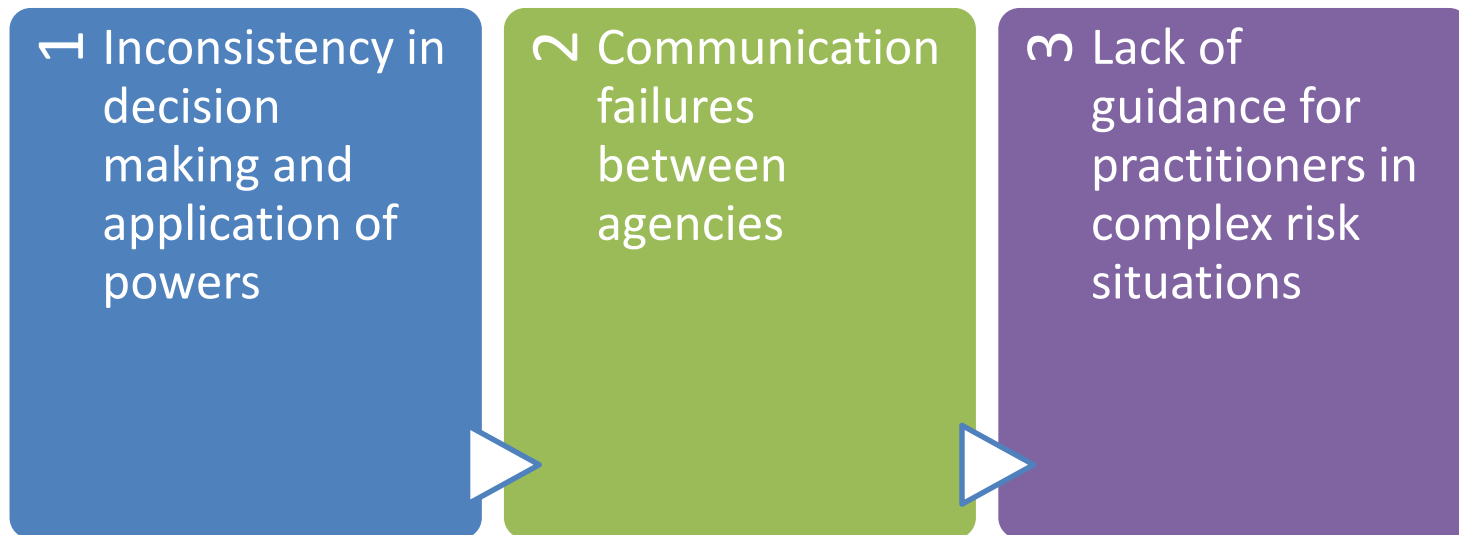 1
Inconsistency in
decision
making and
application of
powers
2
Communication
failures
between
agencies
3
Lack of
guidance for
practitioners in
complex risk
situations